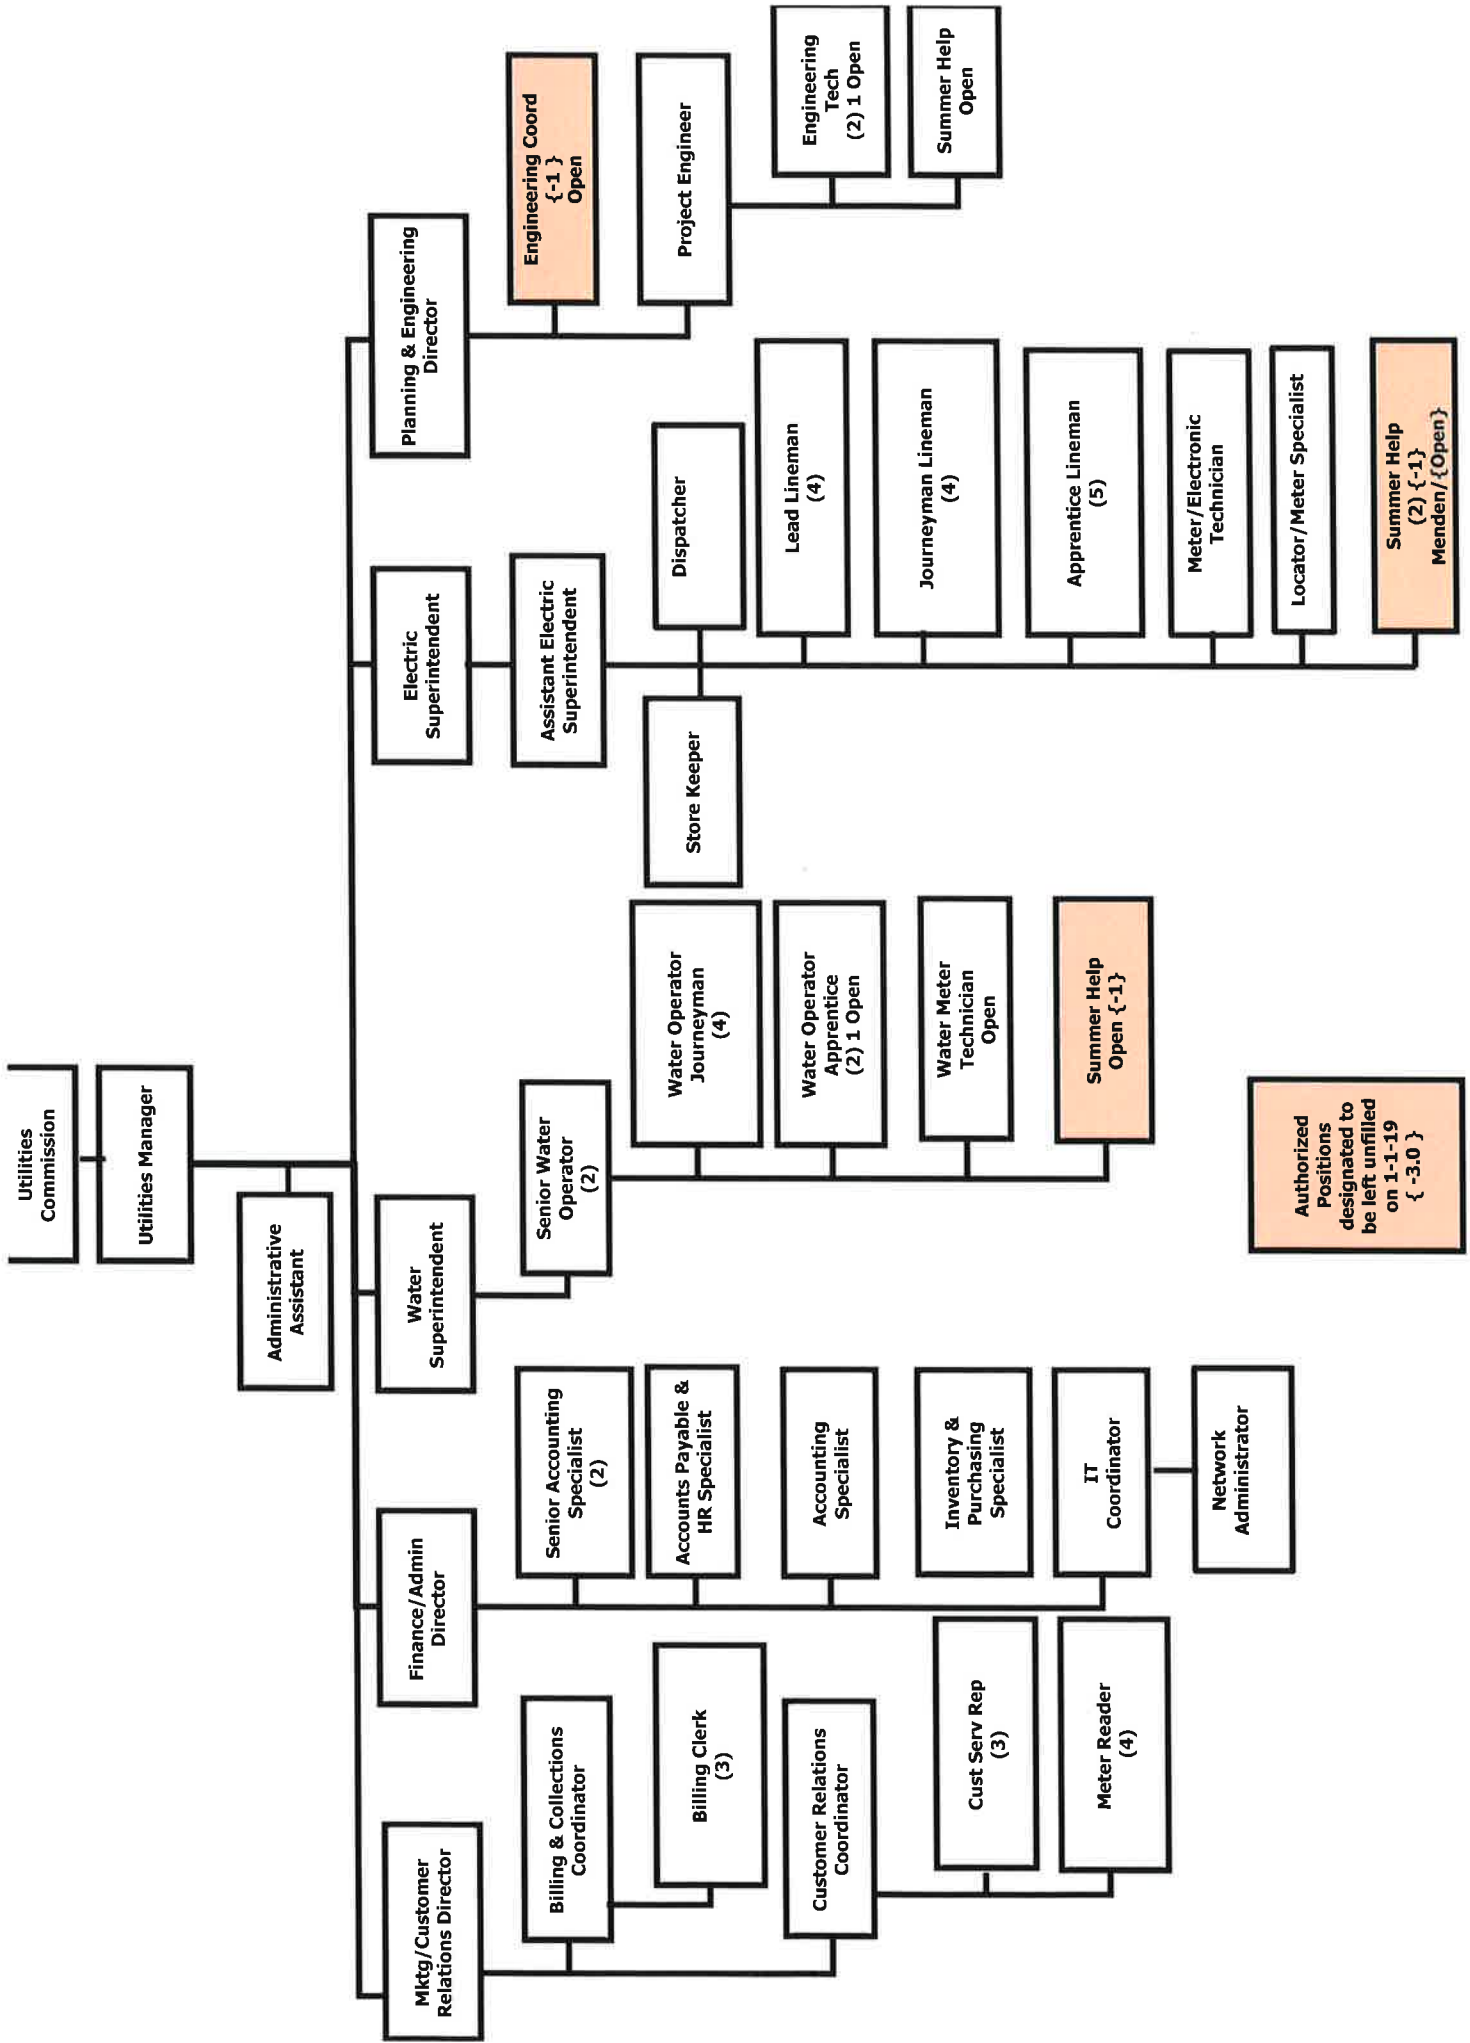 Utilities
Commission
Utilities Manager
Administrative
Assistant
Mktg/Customer
Relations Director
Billing & Collections
Coordinator
Billing Clerk
(3)
Customer Relations
Coordinator
Cust Serv Rep
(3)
Meter Reader
(4)
Finance/Admin
Director
Senior Accounting
Specialist
(2)
Accounts Payable &
HR Specialist
Accounting
Specialist
Inventory &
Purchasing
Specialist
IT
Coordinator
Network
Administrator
Water
Superintendent
Senior Water
Operator
(2)
Water Operator
Journeyman
(4)
Water Operator
Apprentice
(2) 1 Open
Water Meter
Technician
Open
Summer Help
Open {-1}
Electric
Superintendent
Assistant Electric
Superintendent
Store Keeper
Dispatcher
Lead Lineman
(4)
Journeyman Lineman
(4)
Apprentice Lineman
(5)
Meter/Electronic
Technician
Locator/Meter Specialist
Summer Help
(2) {-1}
Menden/{Open}
Planning & Engineering
Director
Engineering Coord
{-1 }
Open
Project Engineer
Engineering
Tech
(2) 1 Open
Summer Help
Open
Authorized
Positions
designated to
be left unfilled
on 1-1-19
{ -3.0 }